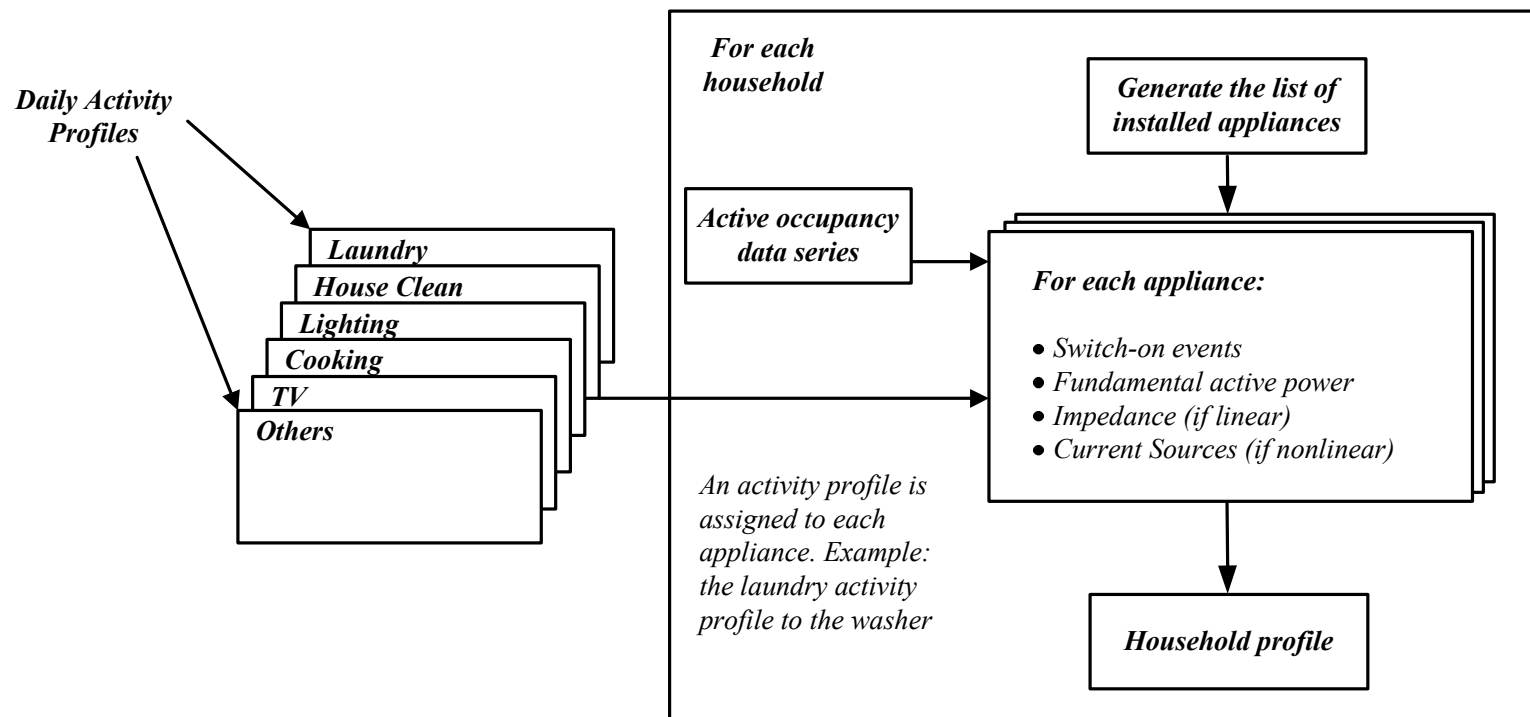 Daily Activity
Profiles
Laundry
House Clean
Lighting
Cooking
TV
Others
For each
household
Generate the list of
installed appliances
Active occupancy
data series
For each appliance:
• Switch-on events
• Fundamental active power
• Impedance (if linear)
• Current Sources (if nonlinear)
An activity profile is
assigned to each
appliance. Example:
the laundry activity
profile to the washer
Household profile